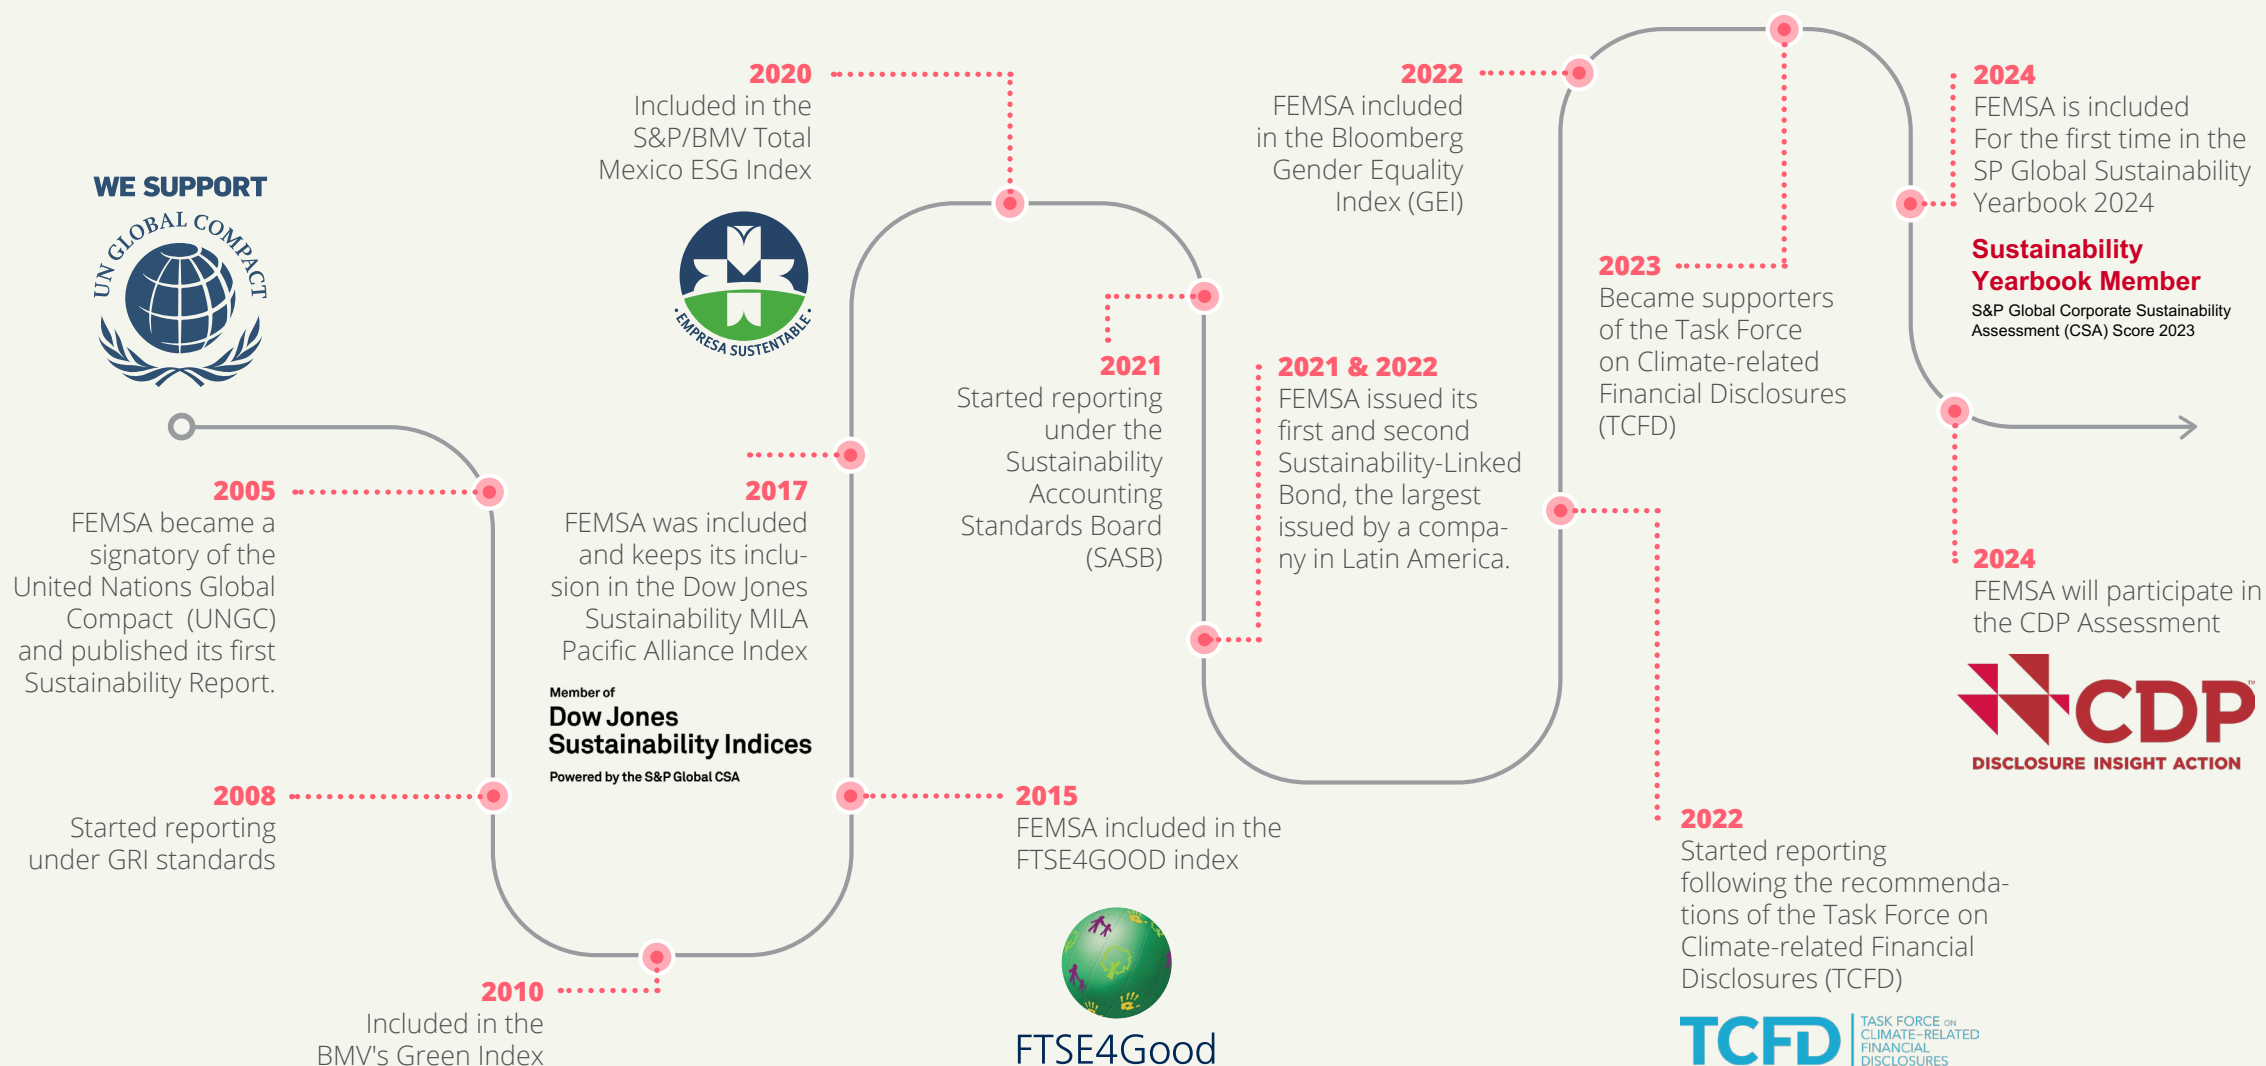 WE SUPPORT
UN GLOBAL COMPACT
2005
FEMSA became a
signatory of the
United Nations Global
Compact (UNGC)
and published its first
Sustainability Report.
2008
Started reporting
under GRI standards
2010
Included in the
BMV's Green Index
2015
FEMSA included in the
FTSE4GOOD index
FTSE4Good
2017
FEMSA was included
and keeps its inclu-
sion in the Dow Jones
Sustainability MILA
Pacific Alliance Index
Member of
Dow Jones
Sustainability Indices
Powered by the S&P Global CSA
2020
Included in the
S&P/BMV Total
Mexico ESG Index
• EMPRESA SUSTENTABLE •
2021
Started reporting
under the
Sustainability
Accounting
Standards Board
(SASB)
2021 & 2022
FEMSA issued its
first and second
Sustainability-Linked
Bond, the largest
issued by a compa-
ny in Latin America.
2022
Started reporting
following the recommenda-
tions of the Task Force on
Climate-related Financial
Disclosures (TCFD)
TCFD
TASK FORCE ON
CLIMATE-RELATED
FINANCIAL
DISCLOSURES
2022
FEMSA included
in the Bloomberg
Gender Equality
Index (GEI)
2023
Became supporters
of the Task Force
on Climate-related
Financial Disclosures
(TCFD)
2024
FEMSA is included
For the first time in the
SP Global Sustainability
Yearbook 2024
Sustainability
Yearbook Member
S&P Global Corporate Sustainability
Assessment (CSA) Score 2023
2024
FEMSA will participate in
the CDP Assessment
CDP™
DISCLOSURE INSIGHT ACTION